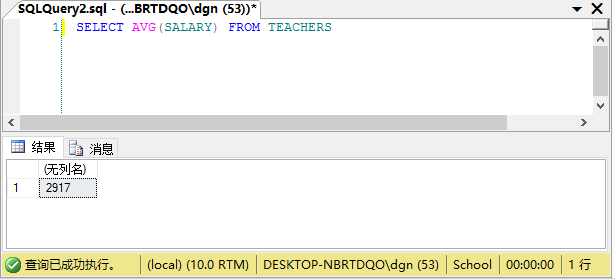 SQLQuery2.sql - (...BRTDQO\dgn (53))*
1 SELECT AVG(SALARY) FROM TEACHERS
结果 消息
(无列名)
1 2917
查询已成功执行。 (local) (10.0 RTM) DESKTOP-NBRTDQO\dgn (53) School 00:00:00 1 行